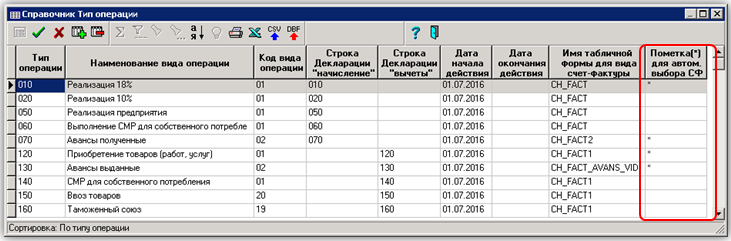 Справочник Тип операции
CSV DBF
Тип операции | Наименование вида операции | Код вида операции | Строка Декларации "начисление" | Строка Декларации "вычеты" | Дата начала действия | Дата окончания действия | Имя табличной формы для вида счет-фактуры | Пометка(*) для автом. выбора СФ
010 | Реализация 18% | 01 | 010 | | 01.07.2016 | | CH_FACT | *
020 | Реализация 10% | 01 | 020 | | 01.07.2016 | | CH_FACT
050 | Реализация предприятия | 01 | 050 | | 01.07.2016 | | CH_FACT
060 | Выполнение СМР для собственного потребле | 01 | 060 | | 01.07.2016 | | CH_FACT
070 | Авансы полученные | 02 | 070 | | 01.07.2016 | | CH_FACT2 | *
120 | Приобретение товаров (работ, услуг) | 01 | | 120 | 01.07.2016 | | CH_FACT1 | *
130 | Авансы выданные | 02 | | 130 | 01.07.2016 | | CH_FACT_AVANS_VID | *
140 | СМР для собственного потребления | 01 | | 140 | 01.07.2016 | | CH_FACT1
150 | Ввоз товаров | 20 | | 150 | 01.07.2016 | | CH_FACT1
160 | Таможенный союз | 19 | | 160 | 01.07.2016 | | CH_FACT1
Сортировка: По типу операции